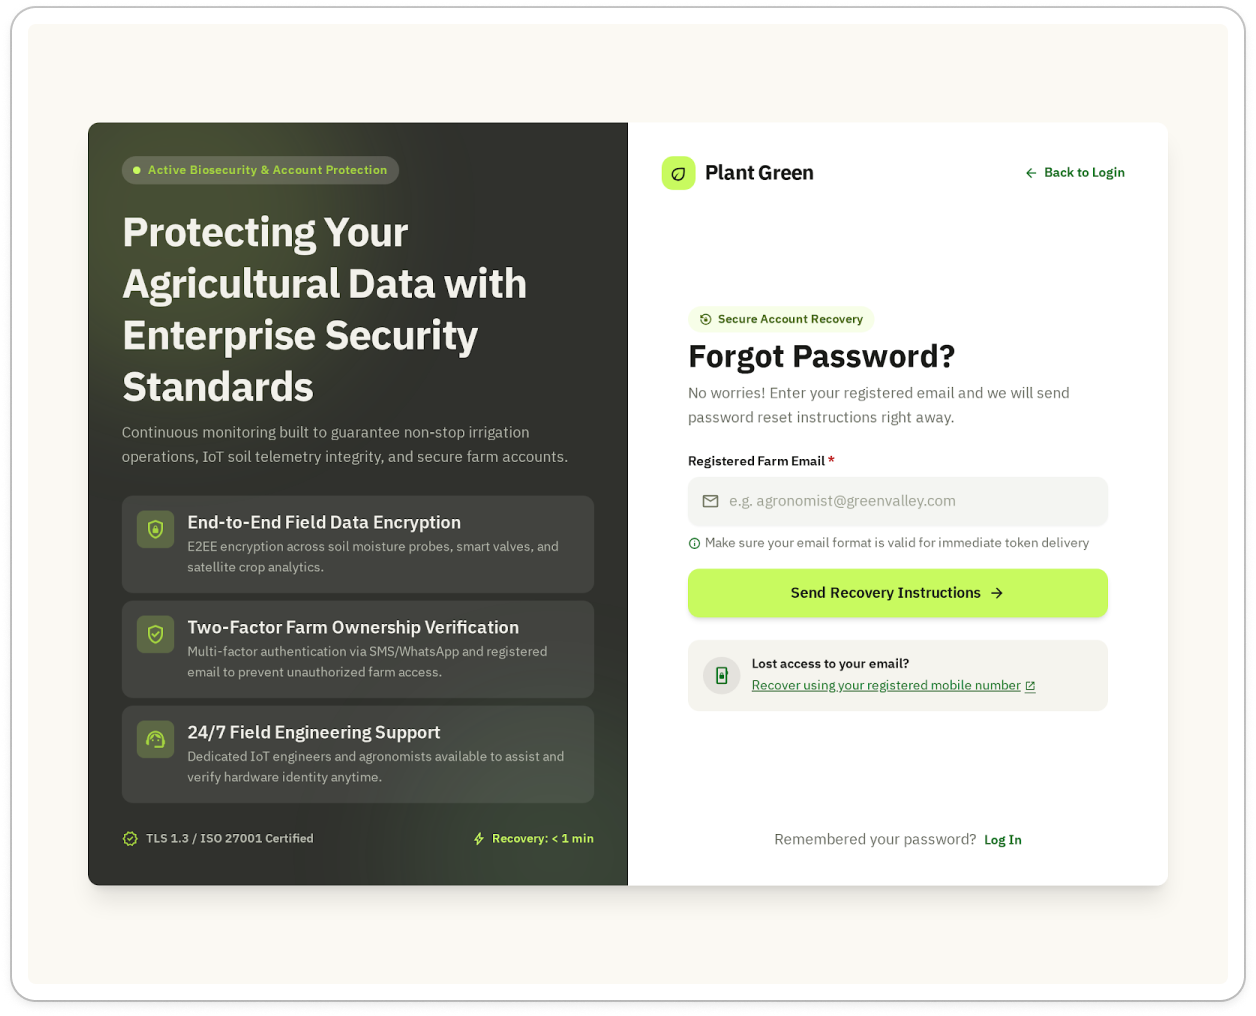 Active Biosecurity & Account Protection
Protecting Your
Agricultural Data with
Enterprise Security
Standards
Continuous monitoring built to guarantee non-stop irrigation
operations, IoT soil telemetry integrity, and secure farm accounts.
End-to-End Field Data Encryption
E2EE encryption across soil moisture probes, smart valves, and
satellite crop analytics.
Two-Factor Farm Ownership Verification
Multi-factor authentication via SMS/WhatsApp and registered
email to prevent unauthorized farm access.
24/7 Field Engineering Support
Dedicated IoT engineers and agronomists available to assist and
verify hardware identity anytime.
TLS 1.3 / ISO 27001 Certified
Recovery: < 1 min
Plant Green
Back to Login
Secure Account Recovery
Forgot Password?
No worries! Enter your registered email and we will send
password reset instructions right away.
Registered Farm Email *
e.g. agronomist@greenvalley.com
Make sure your email format is valid for immediate token delivery
Send Recovery Instructions
Lost access to your email?
Recover using your registered mobile number
Remembered your password? Log In